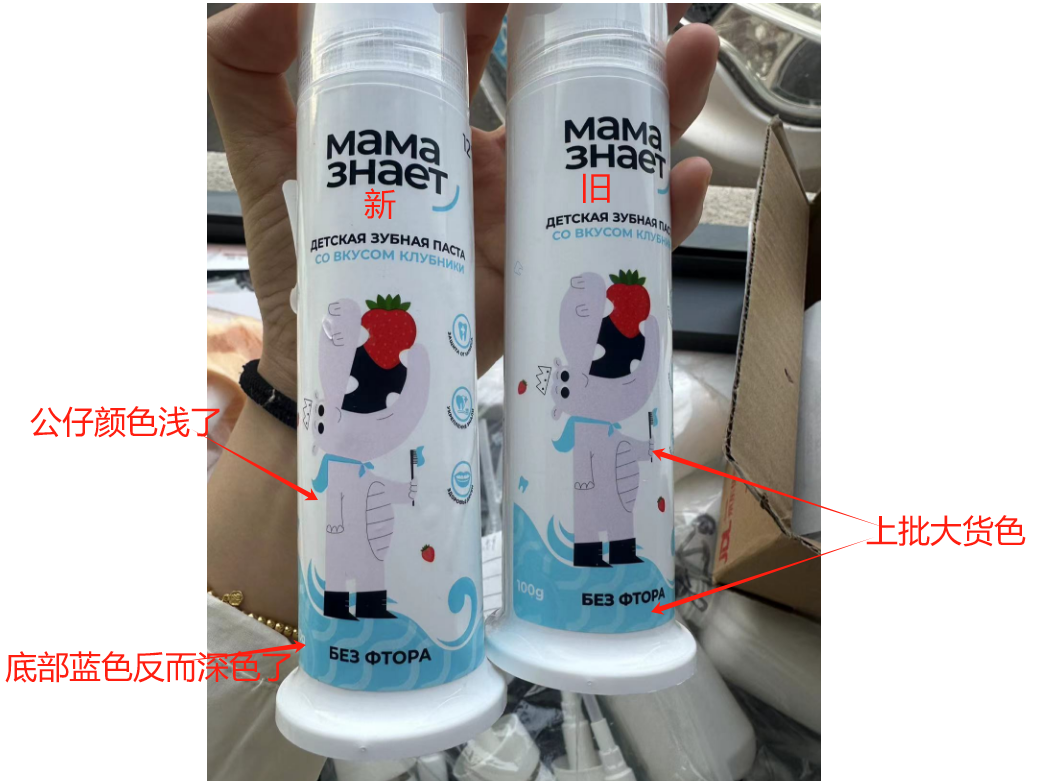 мама
знает
新
ДЕТСКАЯ ЗУБНАЯ ПАСТА
СО ВКУСОМ КЛУБНИКИ
БЕЗ ФТОРА
мама
знает
旧
ДЕТСКАЯ ЗУБНАЯ
СО ВКУСОМ
100g
БЕЗ ФТОРА
公仔颜色浅了
上批大货色
底部蓝色反而深色了
JDL